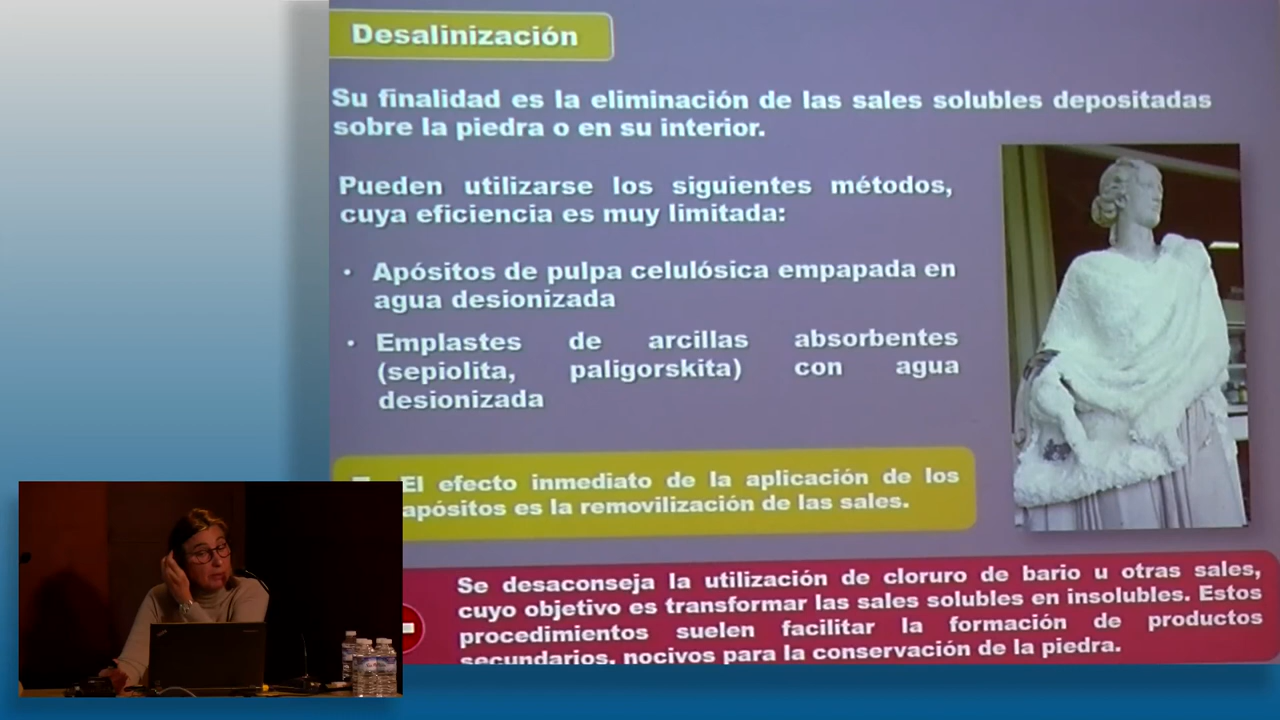 Desalinización
Su finalidad es la eliminación de las sales solubles depositadas
sobre la piedra o en su interior.
Pueden utilizarse los siguientes métodos,
cuya eficiencia es muy limitada:
• Apósitos de pulpa celulósica empapada en
agua desionizada
• Emplastes de arcillas absorbentes
(sepiolita, paligorskita) con agua
desionizada
El efecto inmediato de la aplicación de los
apósitos es la removilización de las sales.
Se desaconseja la utilización de cloruro de bario u otras sales,
cuyo objetivo es transformar las sales solubles en insolubles. Estos
procedimientos suelen facilitar la formación de productos
secundarios, nocivos para la conservación de la piedra.